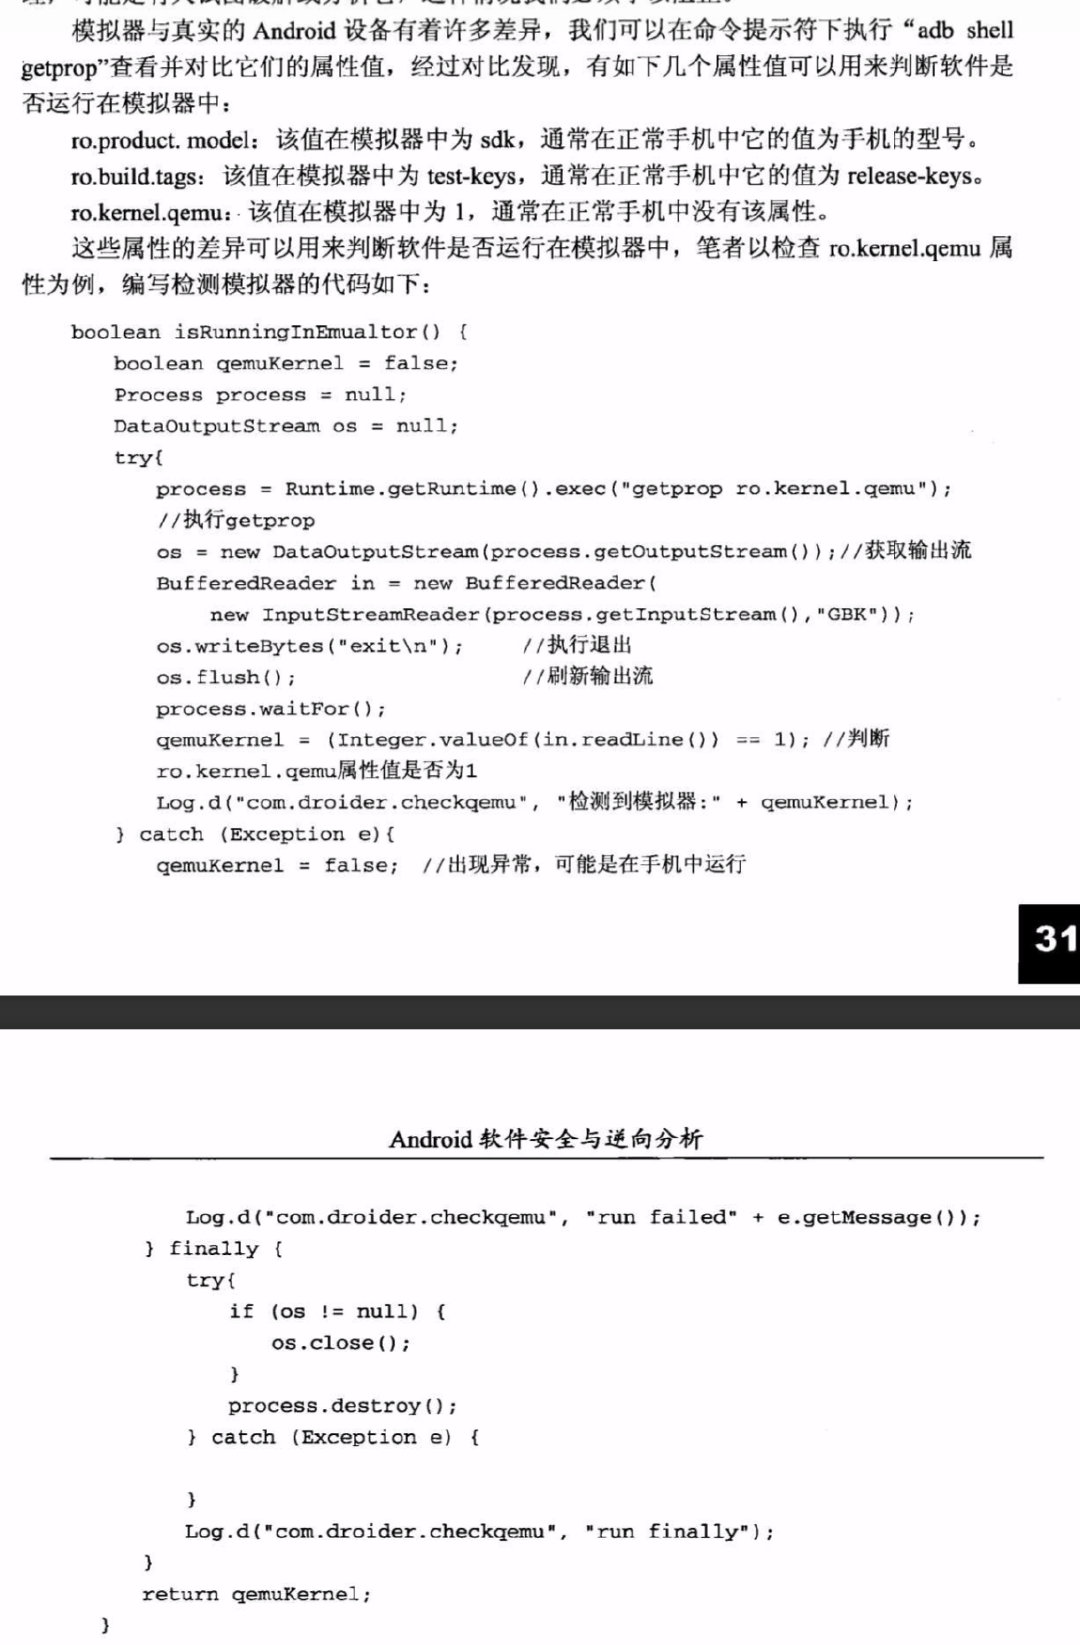 模拟器与真实的 Android 设备有着许多差异，我们可以在命令提示符下执行“adb shell
getprop”查看并对比它们的属性值，经过对比发现，有如下几个属性值可以用来判断软件是
否运行在模拟器中：
ro.product. model：该值在模拟器中为 sdk，通常在正常手机中它的值为手机的型号。
ro.build.tags：该值在模拟器中为 test-keys，通常在正常手机中它的值为 release-keys。
ro.kernel.qemu：该值在模拟器中为 1，通常在正常手机中没有该属性。
这些属性的差异可以用来判断软件是否运行在模拟器中，笔者以检查 ro.kernel.qemu 属
性为例，编写检测模拟器的代码如下：
boolean isRunningInEmualtor() {
boolean qemuKernel = false;
Process process = null;
DataOutputStream os = null;
try{
process = Runtime.getRuntime().exec("getprop ro.kernel.qemu");
//执行getprop
os = new DataOutputStream(process.getOutputStream());//获取输出流
BufferedReader in = new BufferedReader(
new InputStreamReader(process.getInputStream(),"GBK"));
os.writeBytes("exit\n"); //执行退出
os.flush(); //刷新输出流
process.waitFor();
qemuKernel = (Integer.valueOf(in.readLine()) == 1); //判断
ro.kernel.qemu属性值是否为1
Log.d("com.droider.checkqemu", "检测到模拟器:" + qemuKernel);
} catch (Exception e){
qemuKernel = false; //出现异常，可能是在手机中运行
31
Android 软件安全与逆向分析
Log.d("com.droider.checkqemu", "run failed" + e.getMessage());
} finally {
try{
if (os != null) {
os.close();
}
process.destroy();
} catch (Exception e) {
}
Log.d("com.droider.checkqemu", "run finally");
}
return qemuKernel;
}